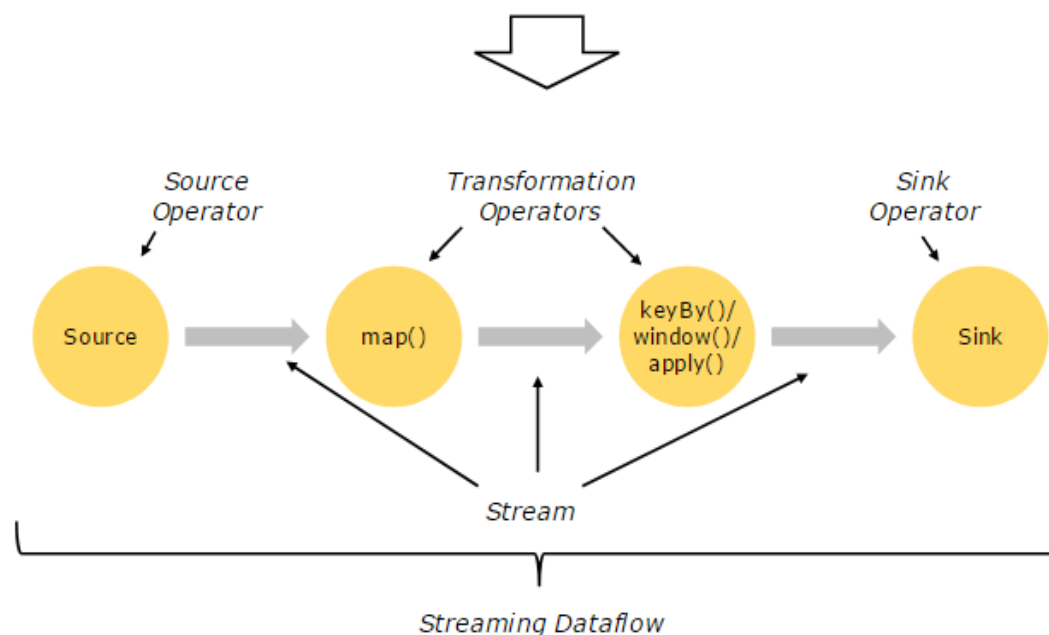 Source
Operator
Transformation
Operators
Sink
Operator
Source
map()
keyBy()/
window()/
apply()
Sink
Stream
Streaming Dataflow